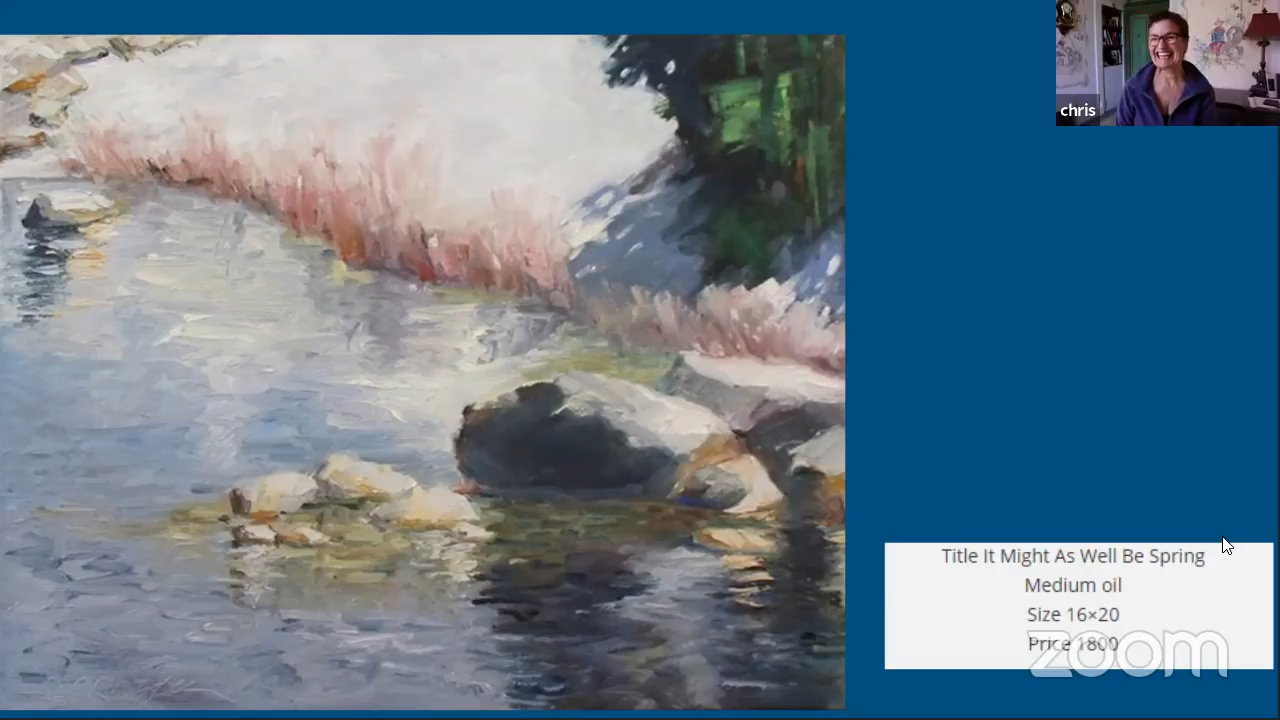 chris
Title It Might As Well Be Spring
Medium oil
Size 16×20
Price 1800
zoom